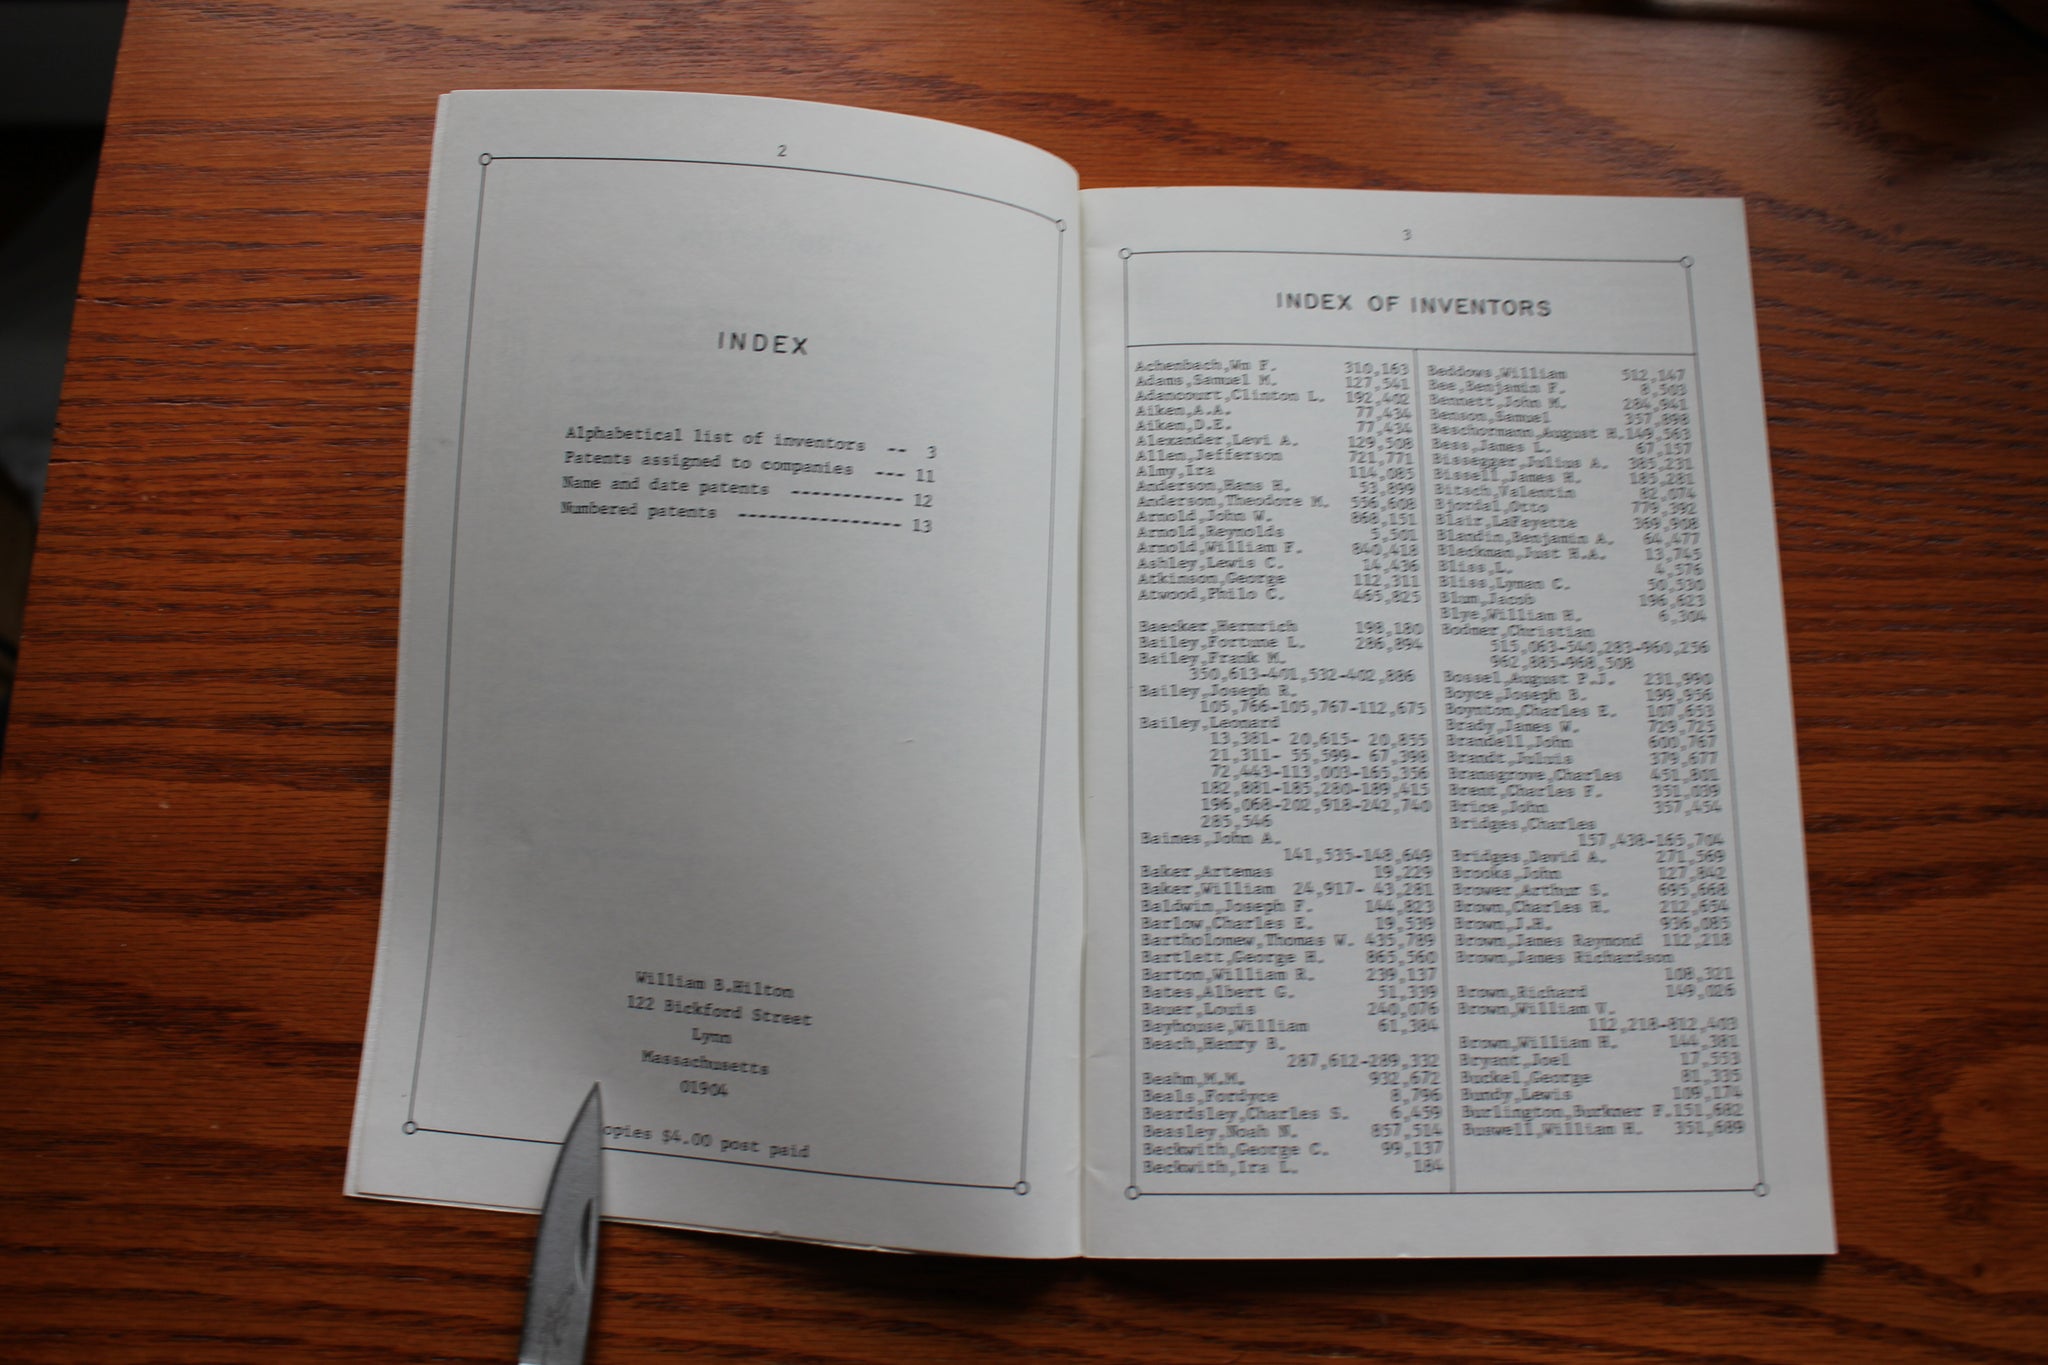 2
INDEX
Alphabetical list of inventors -- 3
Patents assigned to companies --- 11
Name and date patents ----------- 12
Numbered patents ---------------- 13
William B.Hilton
122 Bickford Street
Lynn
Massachusetts
01904
opies $4.00 post paid
3
INDEX OF INVENTORS
Achenbach,Wm F. 310,163
Adams,Samuel M. 127,541
Adancourt,Clinton L. 192,402
Aiken,A.A. 77,434
Aiken,D.E. 77,434
Alexander,Levi A. 129,508
Allen,Jefferson 721,771
Almy,Ira 114,085
Anderson,Hans H. 53,899
Anderson,Theodore M. 556,608
Arnold,John W. 868,151
Arnold,Reynolds 5,501
Arnold,William F. 840,418
Ashley,Lewis C. 14,436
Atkinson,George 112,311
Atwood,Philo C. 465,825
Baecker,Hernrich 198,180
Bailey,Fortune L. 286,894
Bailey,Frank M.
350,613-401,532-402,886
Bailey,Joseph R.
105,766-105,767-112,675
Bailey,Leonard
13,381- 20,615- 20,855
21,311- 55,599- 67,398
72,443-113,003-165,356
182,881-185,280-189,415
196,068-202,918-242,740
285,546
Baines,John A.
141,535-148,649
Baker,Artemas 19,229
Baker,William 24,917- 43,281
Baldwin,Joseph F. 144,823
Barlow,Charles E. 19,539
Bartholomew,Thomas W. 435,789
Bartlett,George H. 865,560
Barton,William R. 239,137
Bates,Albert G. 51,339
Bauer,Louis 240,076
Bayhouse,William 61,384
Beach,Henry B.
287,612-289,332
Beahm,M.M. 932,672
Beals,Fordyce 8,796
Beardsley,Charles S. 6,459
Beasley,Noah N. 857,514
Beckwith,George C. 99,137
Beckwith,Ira L. 184
Beddows,William 512,147
Bee,Benjamin F. 8,503
Bennett,John M. 284,941
Benson,Samuel 357,898
Beschormann,August H.149,563
Bess,James L. 67,157
Bissegger,Julius A. 385,231
Bissell,James H. 185,281
Bitsch,Valentin 82,074
Bjordal,Otto 779,392
Blair,LaFayette 369,908
Blandin,Benjamin A. 64,477
Bleckman,Just H.A. 13,745
Bliss,L. 4,576
Bliss,Lyman C. 50,530
Blum,Jacob 196,623
Blye,William H. 6,304
Bodmer,Christian
515,063-540,283-960,256
962,885-968,508
Bossel,August P.J. 231,990
Boyce,Joseph B. 199,956
Boynton,Charles E. 107,653
Brady,James W. 729,725
Brandell,John 600,767
Brandt,Juluis 379,677
Bransgrove,Charles 451,801
Brent,Charles F. 351,039
Brice,John 357,454
Bridges,Charles
157,438-165,704
Bridges,David A. 271,569
Brooks,John 127,842
Brower,Arthur S. 695,668
Brown,Charles H. 212,654
Brown,J.H. 936,085
Brown,James Raymond 112,218
Brown,James Richardson
108,321
Brown,Richard 149,026
Brown,William V.
112,218-812,403
Brown,William H. 144,381
Bryant,Joel 17,553
Buckel,George 81,335
Bundy,Lewis 109,174
Burlington,Burkner F.151,682
Buswell,William H. 351,689